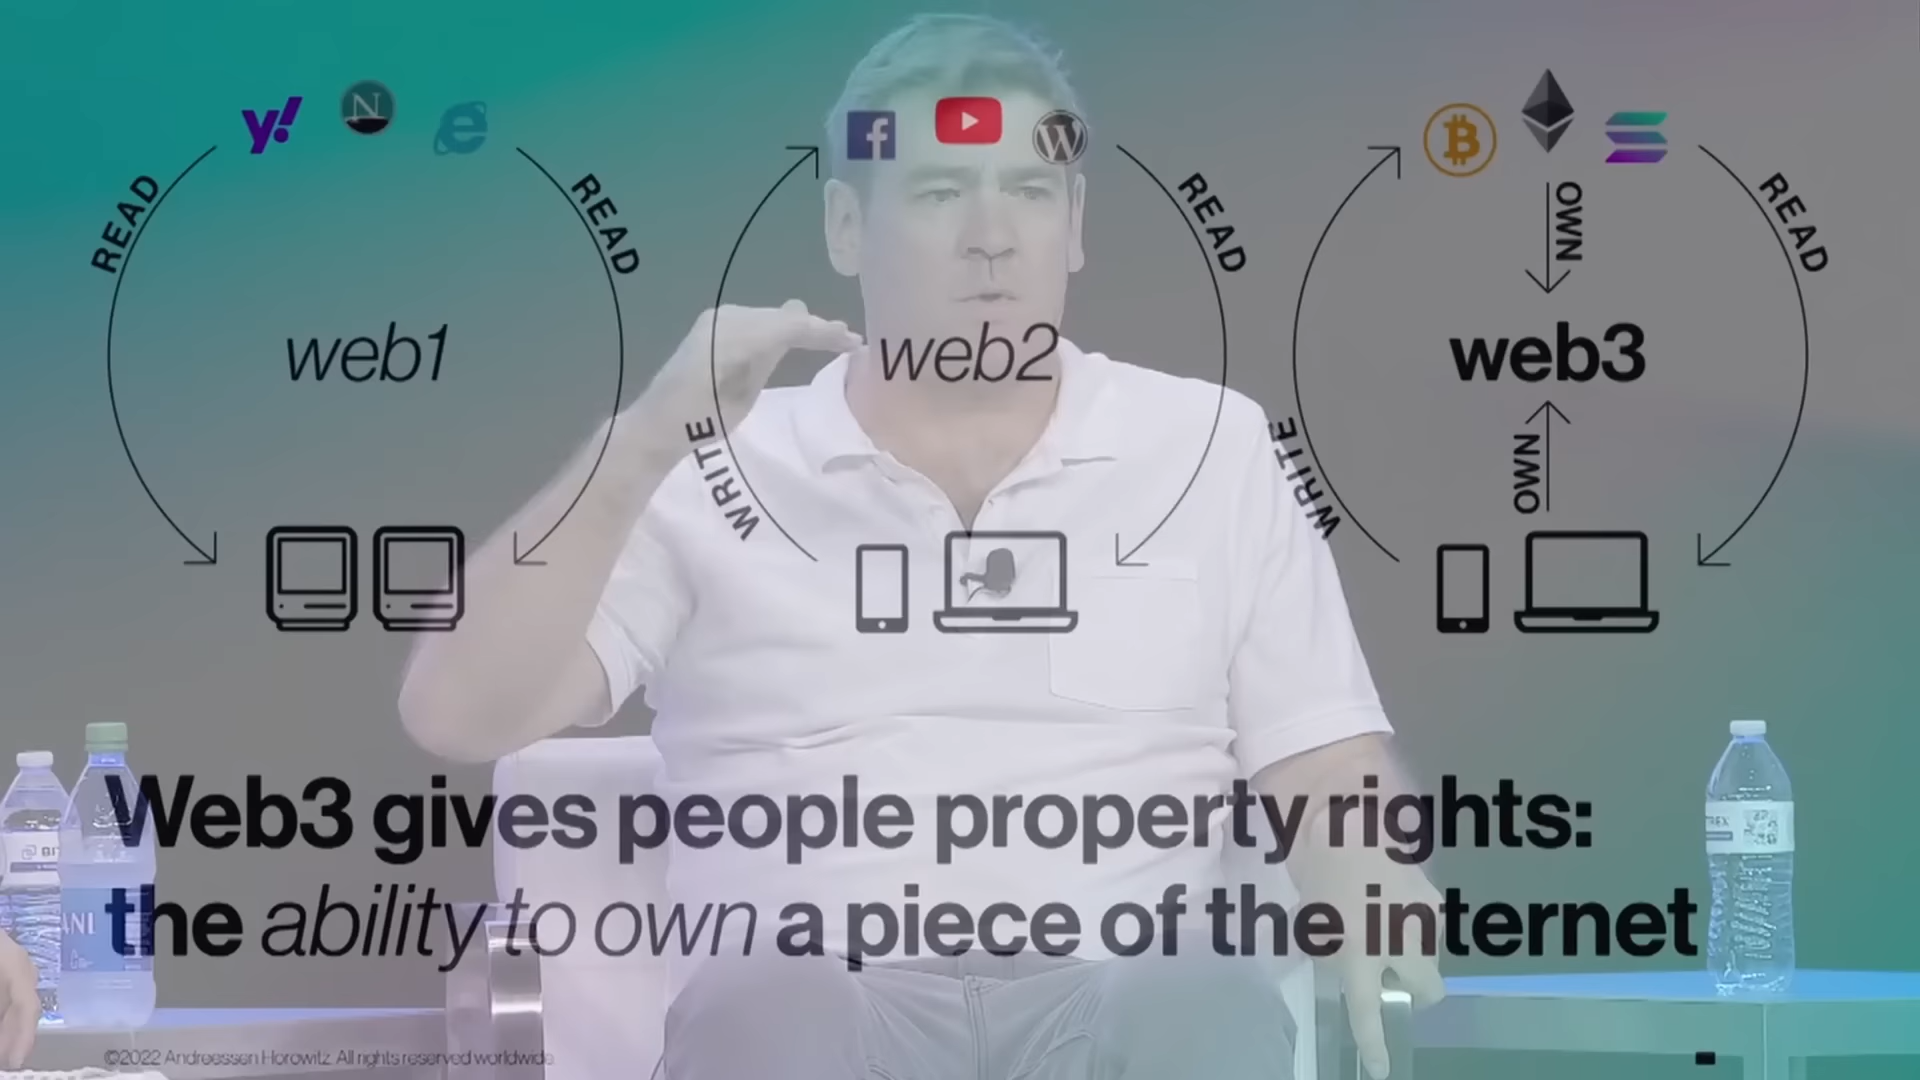 READ
READ
web1
WRITE
READ
web2
OWN
READ
web3
WRITE
OWN
Web3 gives people property rights:
the ability to own a piece of the internet
©2022 Andreessen Horowitz. All rights reserved worldwide